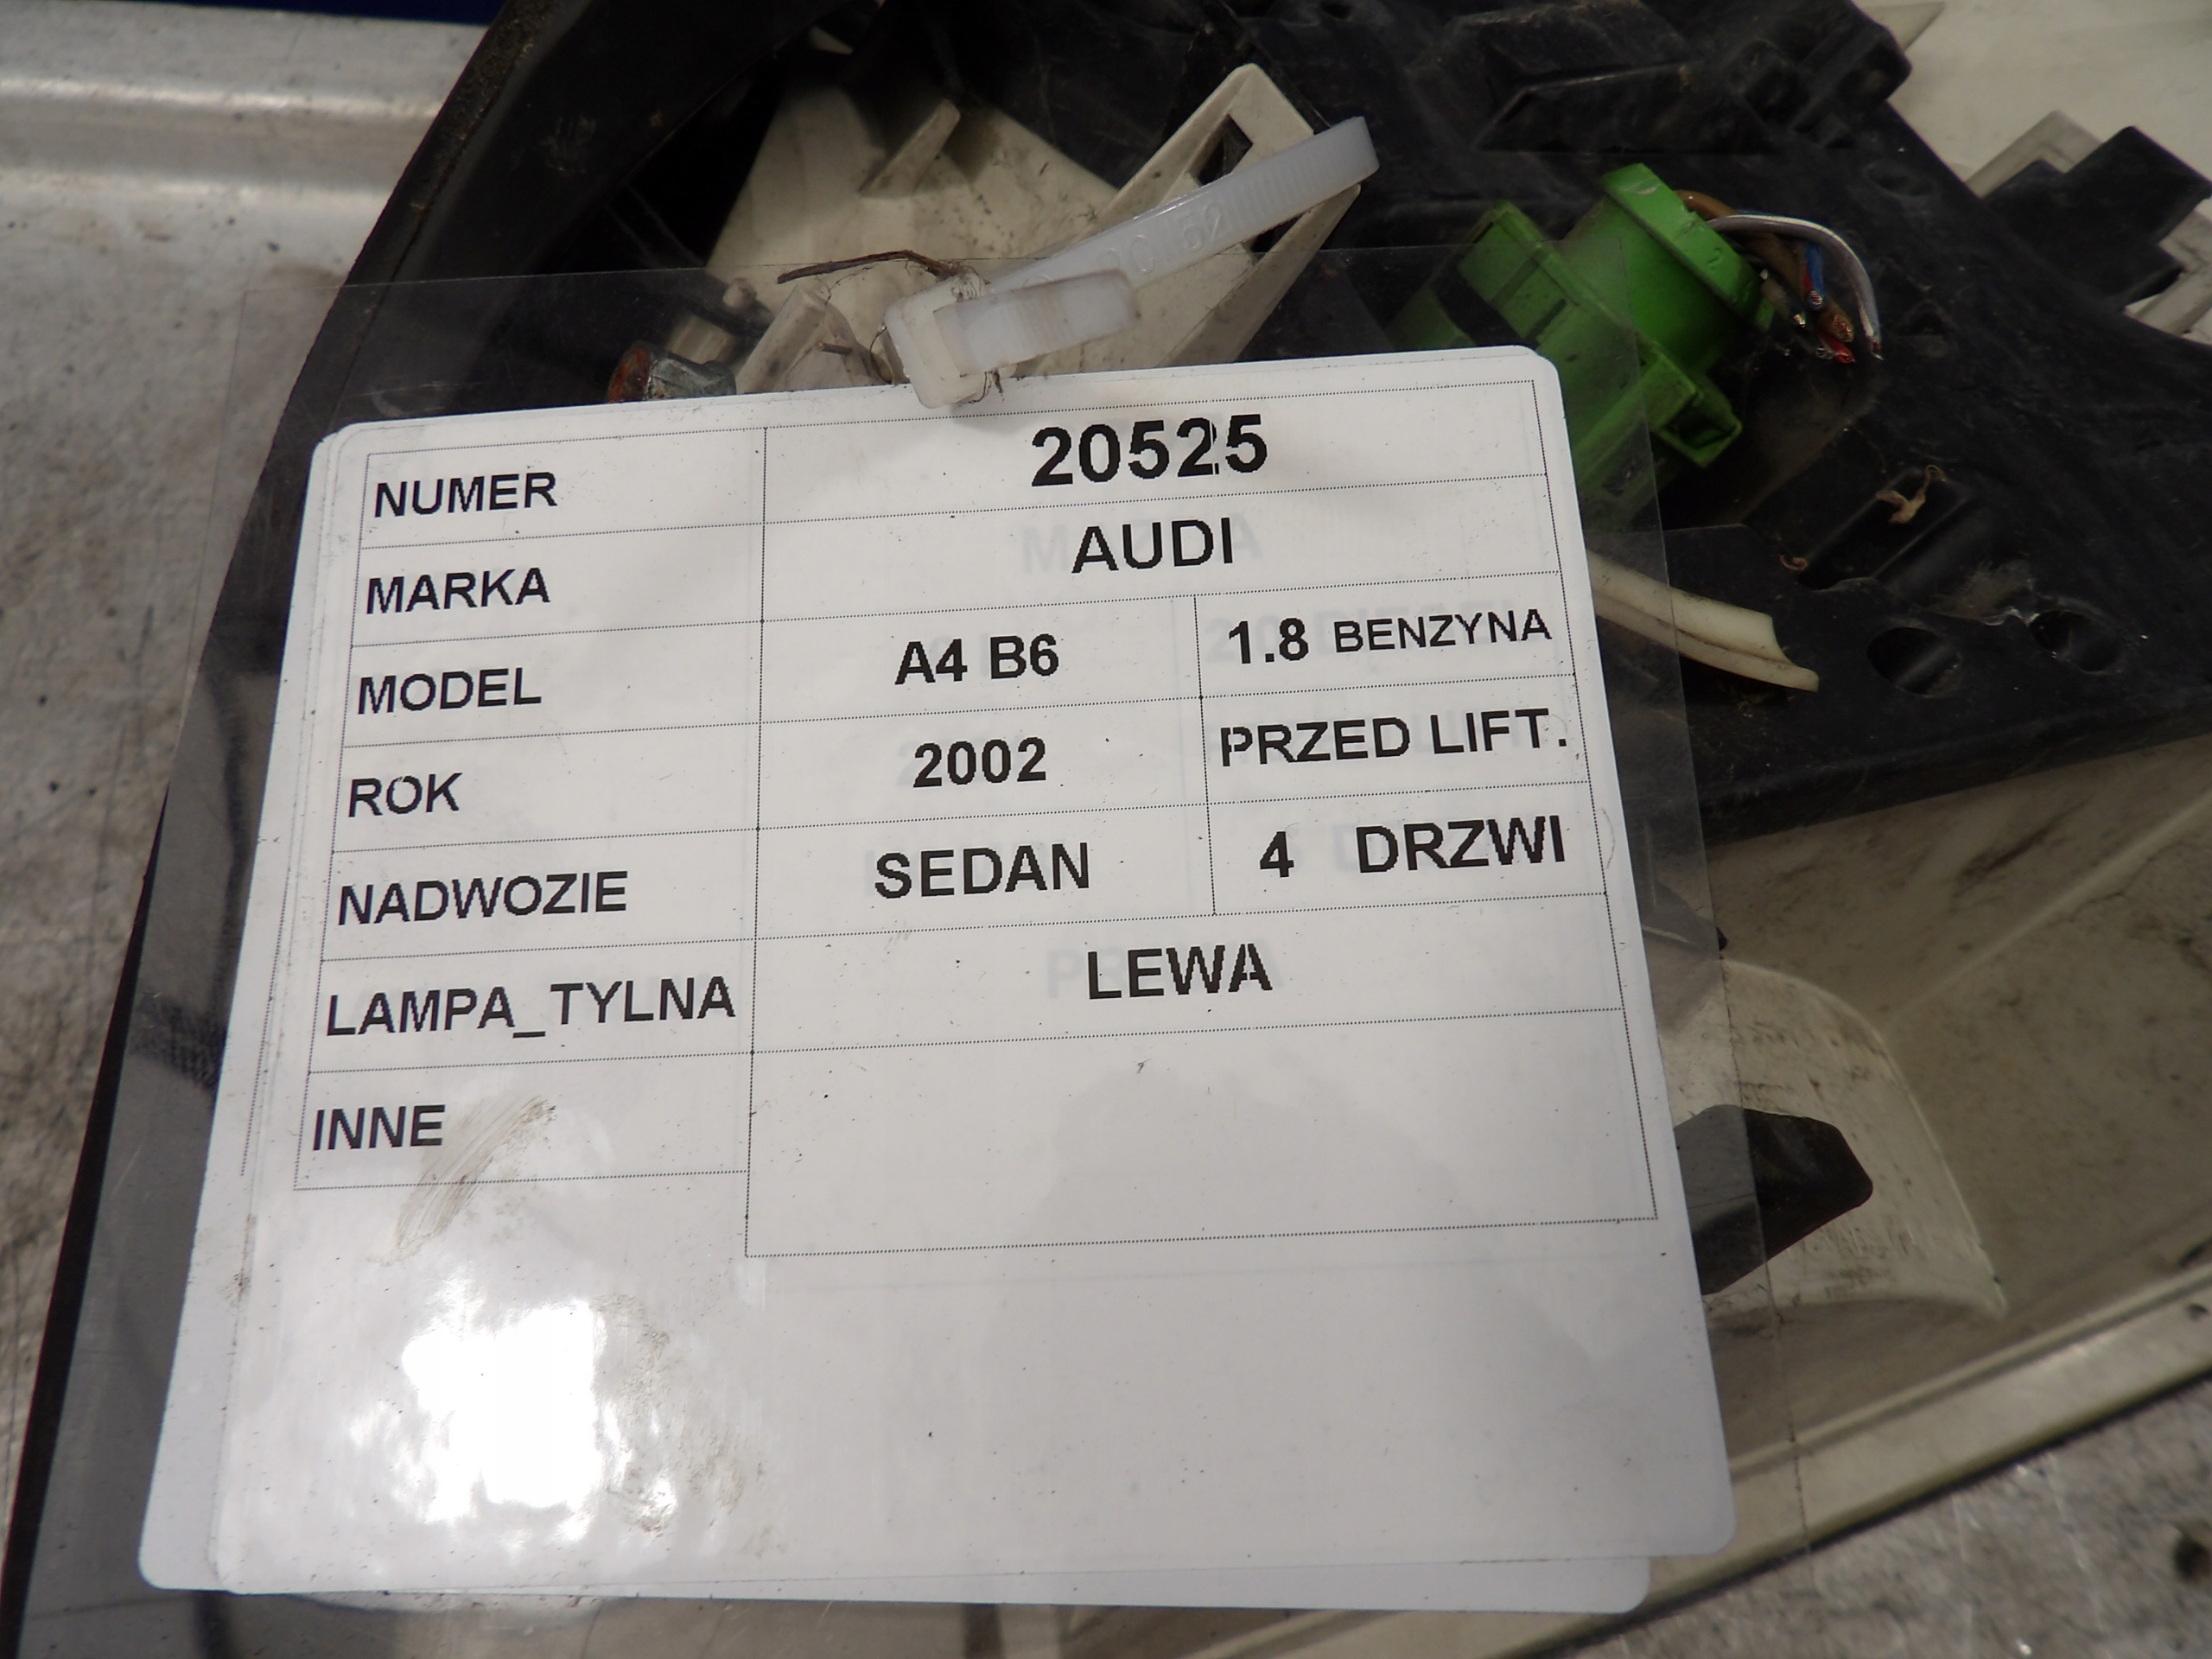 NUMER 20525
MARKA AUDI
MODEL A4 B6 1.8 BENZYNA
ROK 2002 PRZED LIFT.
NADWOZIE SEDAN 4 DRZWI
LAMPA_TYLNA LEWA
INNE